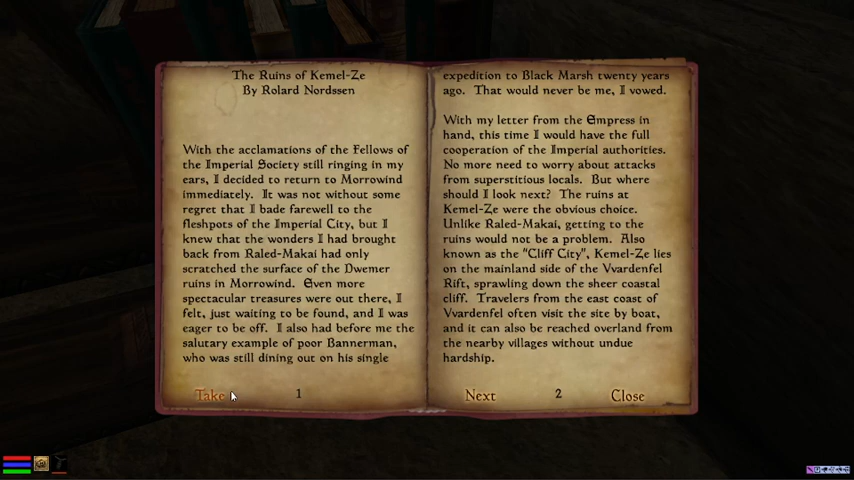 The Ruins of Kemel-Ze
By Rolard Nordssen
With the acclamations of the Fellows of
the Imperial Society still ringing in my
ears, I decided to return to Morrowind
immediately.  It was not without some
regret that I bade farewell to the
fleshpots of the Imperial City, but I
knew that the wonders I had brought
back from Raled-Makai had only
scratched the surface of the Dwemer
ruins in Morrowind.  Even more
spectacular treasures were out there, I
felt, just waiting to be found, and I was
eager to be off.  I also had before me the
salutary example of poor Bannerman,
who was still dining out on his single
Take
1
expedition to Black Marsh twenty years
ago.  That would never be me, I vowed.
With my letter from the Empress in
hand, this time I would have the full
cooperation of the Imperial authorities.
No more need to worry about attacks
from superstitious locals.  But where
should I look next?  The ruins at
Kemel-Ze were the obvious choice.
Unlike Raled-Makai, getting to the
ruins would not be a problem.  Also
known as the "Cliff City", Kemel-Ze lies
on the mainland side of the Vvardenfel
Rift, sprawling down the sheer coastal
cliff.  Travelers from the east coast of
Vvardenfel often visit the site by boat,
and it can also be reached overland from
the nearby villages without undue
hardship.
Next
2
Close